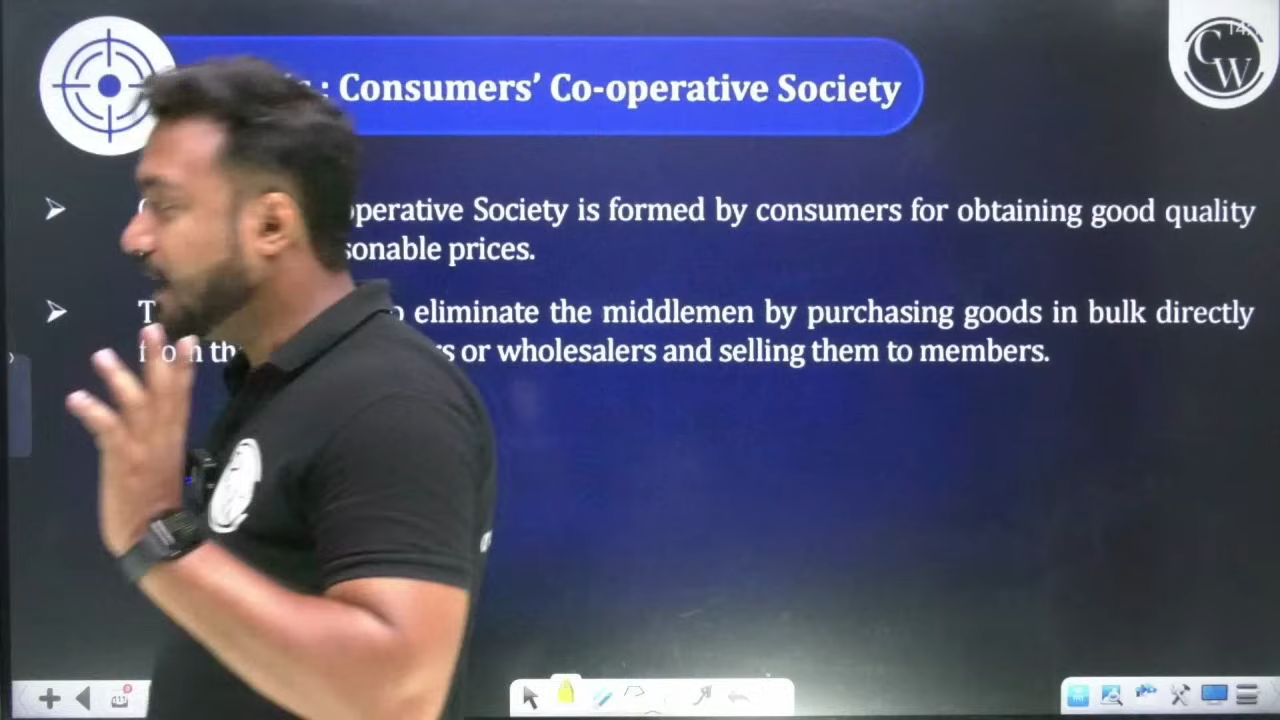 : Consumers' Co-operative Society
CW
operative Society is formed by consumers for obtaining good quality
sonable prices.
eliminate the middlemen by purchasing goods in bulk directly
or wholesalers and selling them to members.